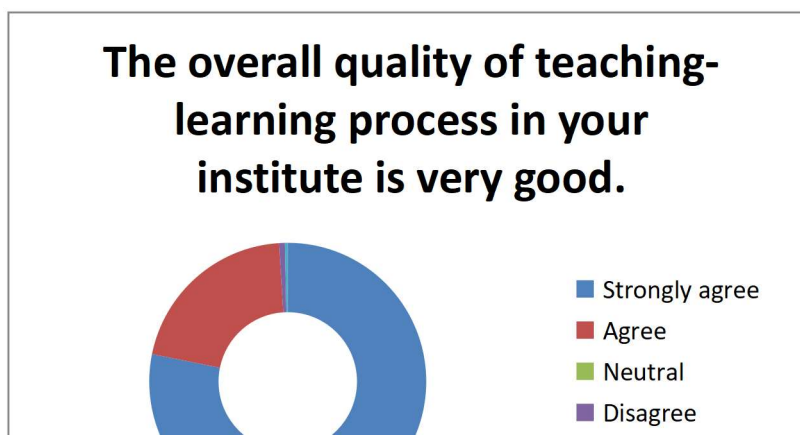 The overall quality of teaching-
learning process in your
institute is very good.
Strongly agree
Agree
Neutral
Disagree